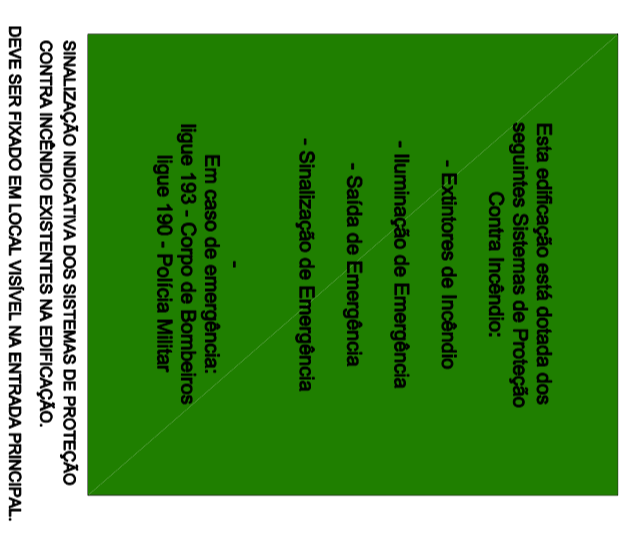 Esta edificação está dotada dos
seguintes Sistemas de Proteção
Contra Incêndio:
- Extintores de Incêndio
- Iluminação de Emergência
- Saída de Emergência
- Sinalização de Emergência
-
Em caso de emergência:
ligue 193 - Corpo de Bombeiros
ligue 190 - Polícia Militar
SINALIZAÇÃO INDICATIVA DOS SISTEMAS DE PROTEÇÃO
CONTRA INCÊNDIO EXISTENTES NA EDIFICAÇÃO.
DEVE SER FIXADO EM LOCAL VISÍVEL NA ENTRADA PRINCIPAL.